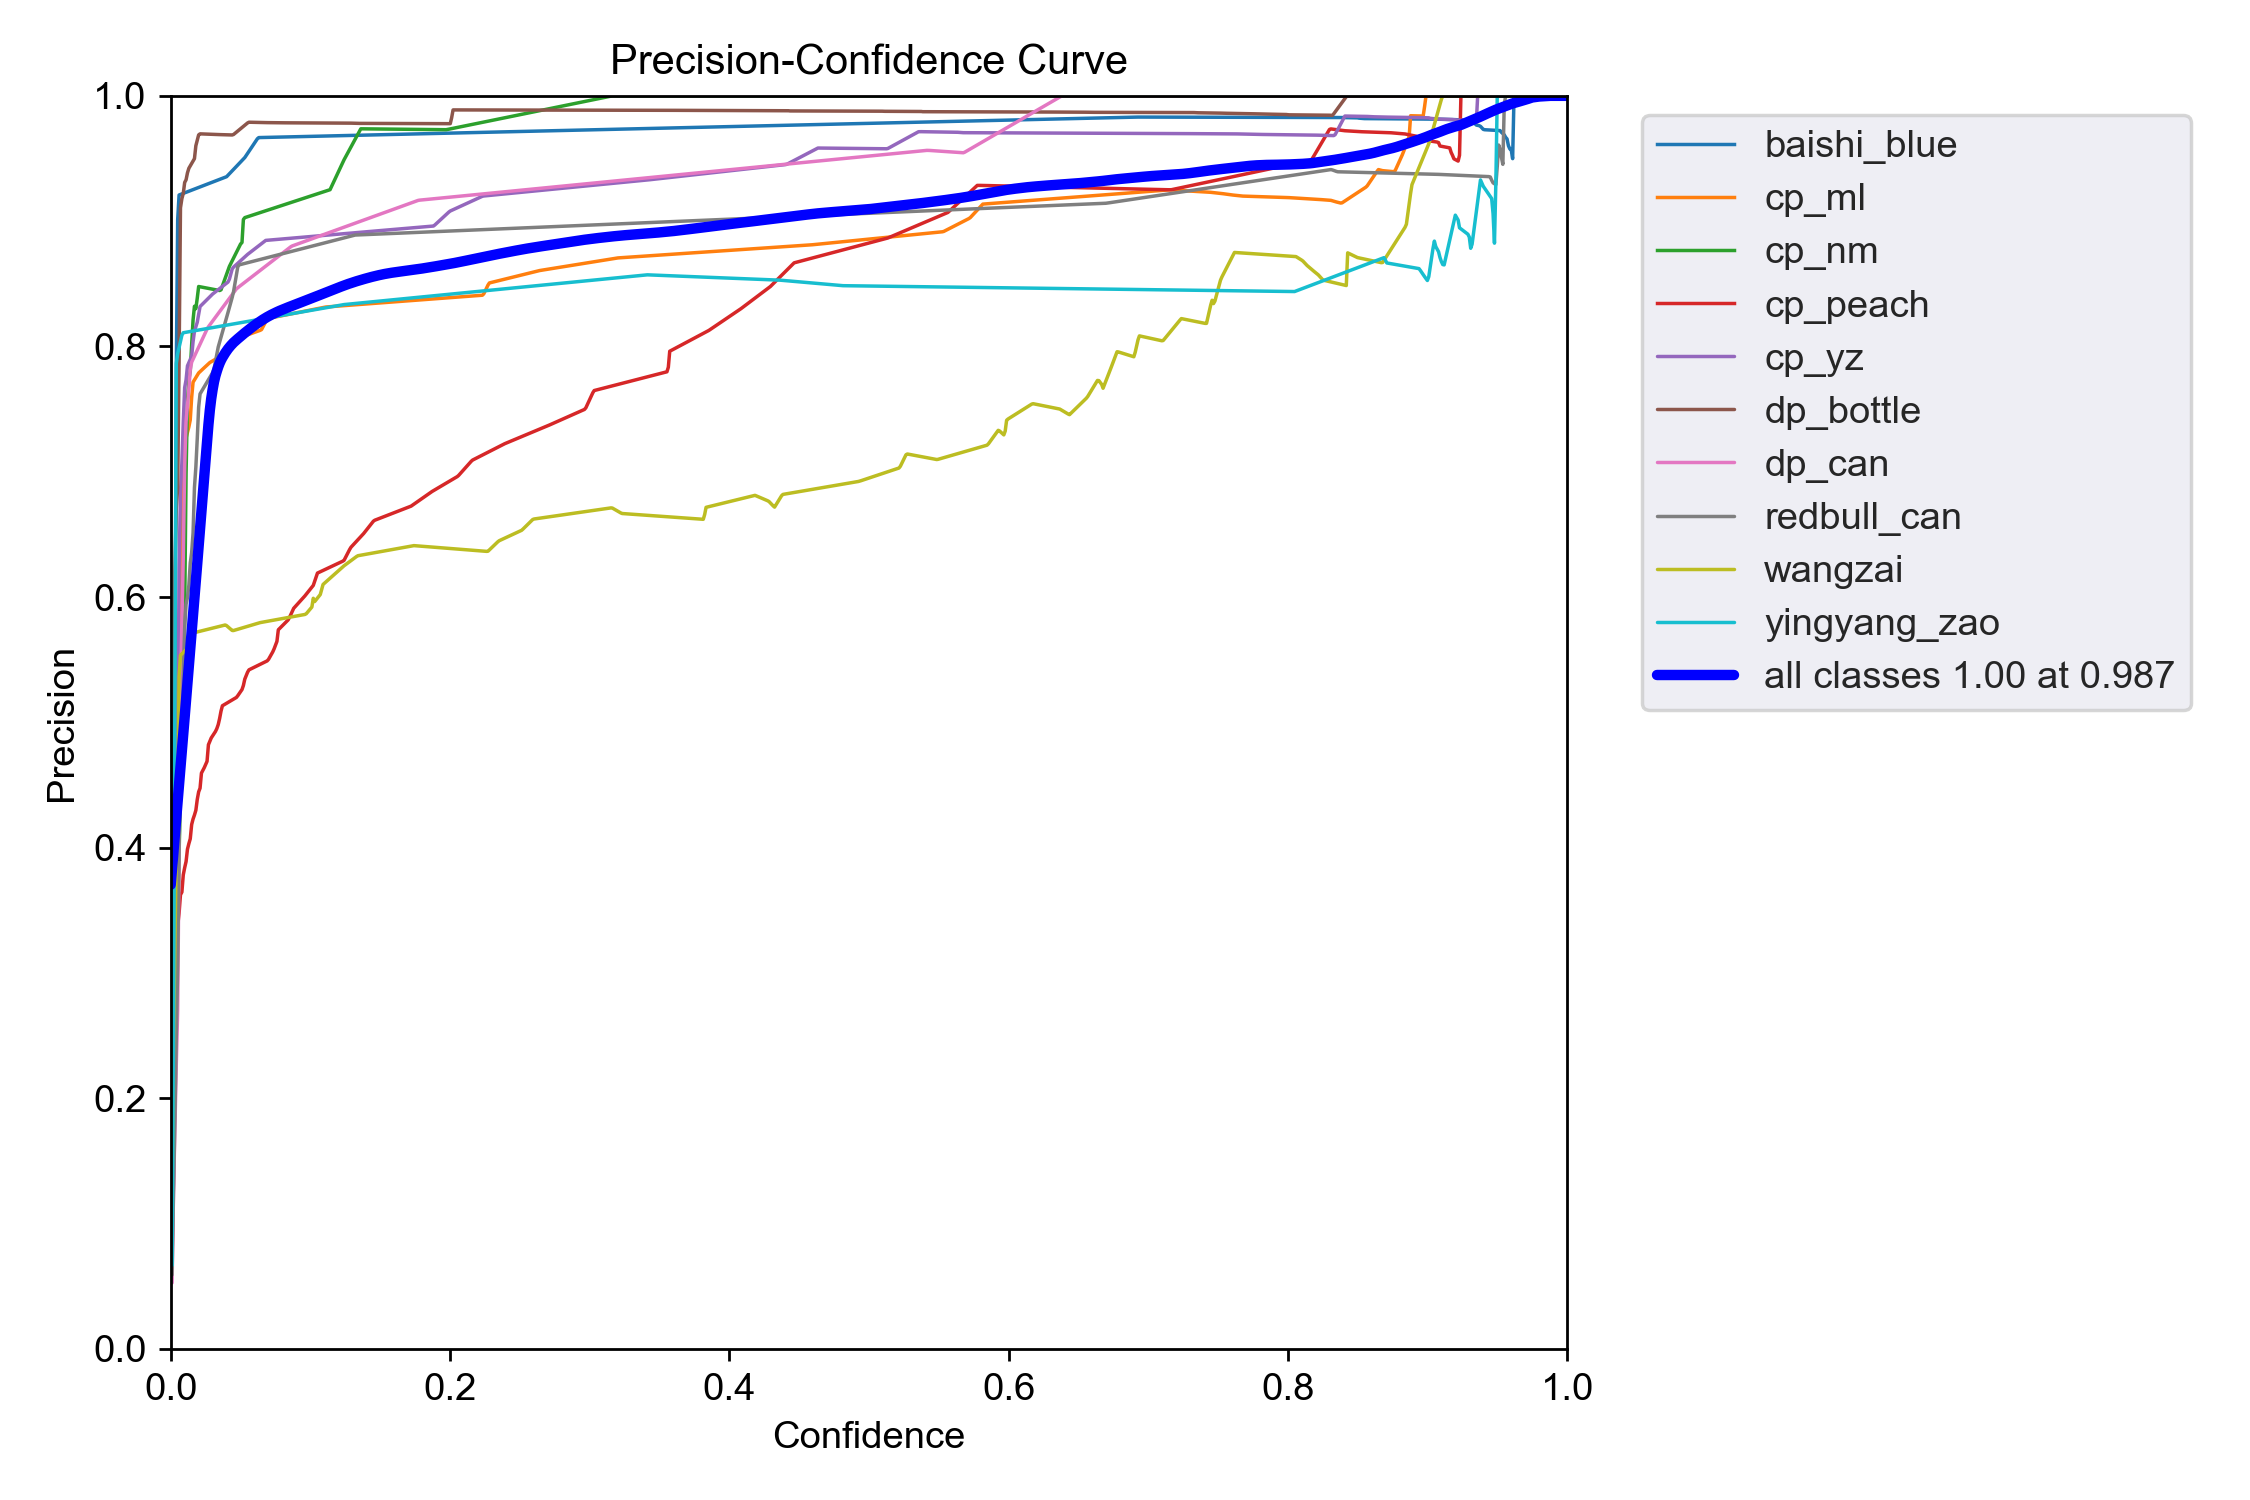 Precision-Confidence Curve
1.0
0.8
0.6
0.4
0.2
0.0
Precision
0.0 0.2 0.4 0.6 0.8 1.0
Confidence
baishi_blue
cp_ml
cp_nm
cp_peach
cp_yz
dp_bottle
dp_can
redbull_can
wangzai
yingyang_zao
all classes 1.00 at 0.987